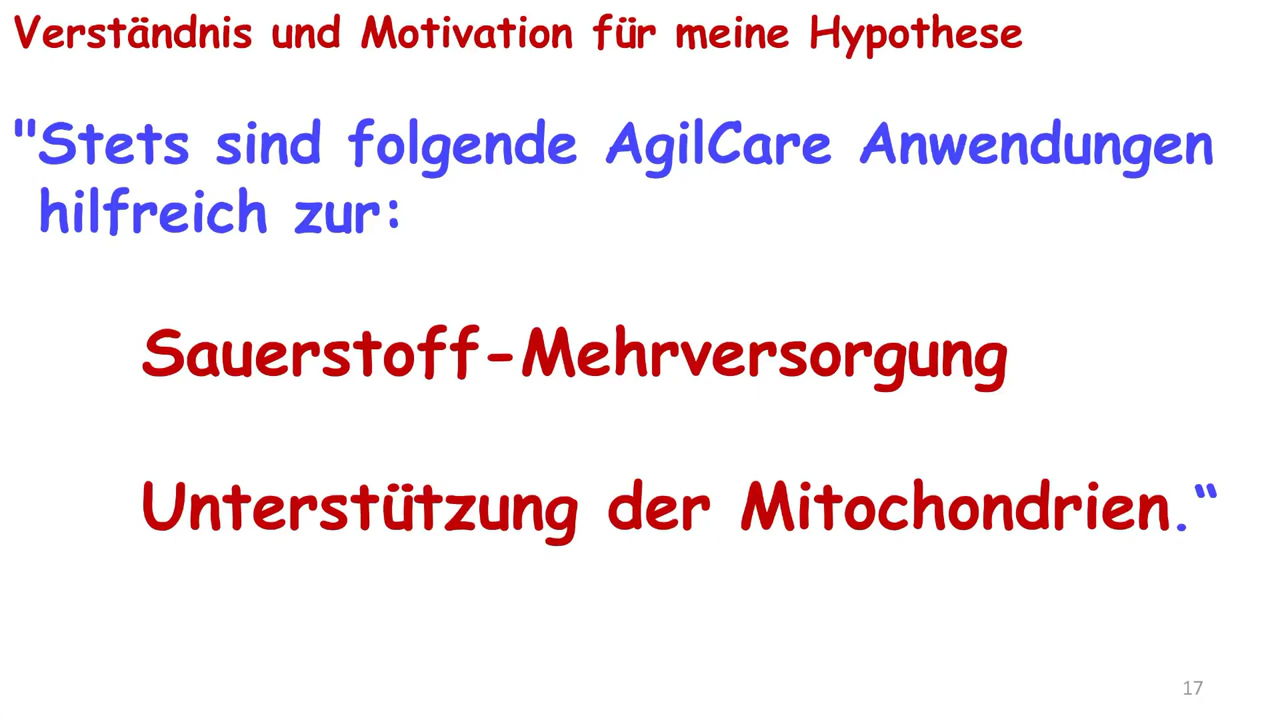 Verständnis und Motivation für meine Hypothese
"Stets sind folgende AgilCare Anwendungen
hilfreich zur:
Sauerstoff-Mehrversorgung
Unterstützung der Mitochondrien.“
17